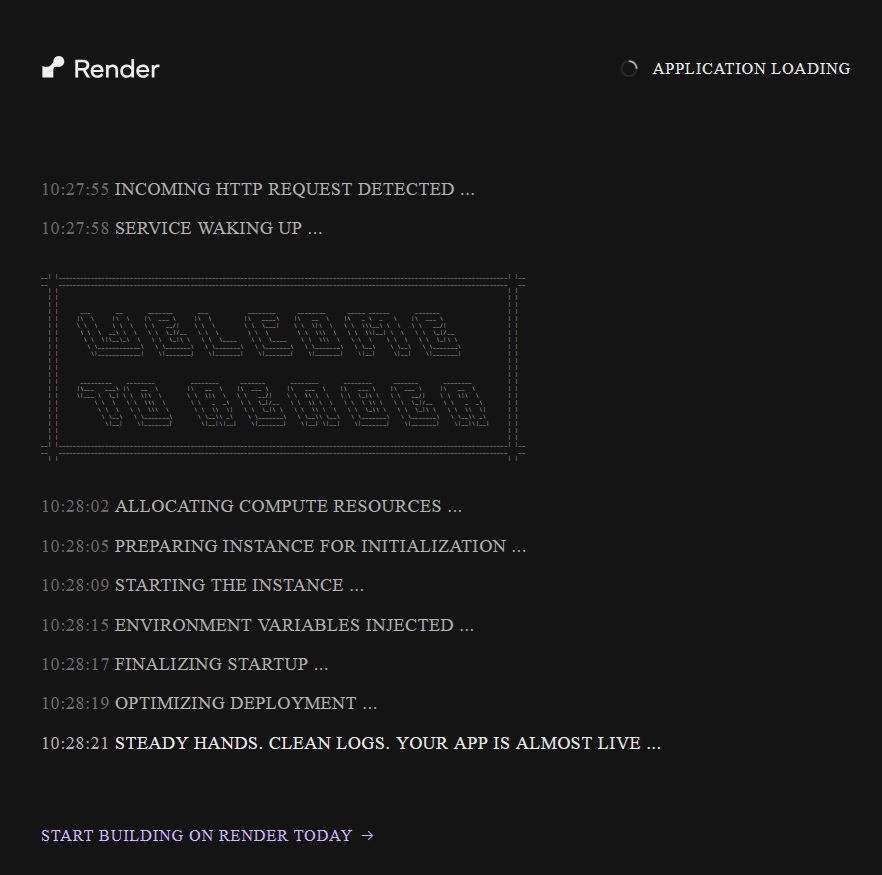 Render
APPLICATION LOADING
10:27:55 INCOMING HTTP REQUEST DETECTED ...
10:27:58 SERVICE WAKING UP ...
WELCOME
TO RENDER
10:28:02 ALLOCATING COMPUTE RESOURCES ...
10:28:05 PREPARING INSTANCE FOR INITIALIZATION ...
10:28:09 STARTING THE INSTANCE ...
10:28:15 ENVIRONMENT VARIABLES INJECTED ...
10:28:17 FINALIZING STARTUP ...
10:28:19 OPTIMIZING DEPLOYMENT ...
10:28:21 STEADY HANDS. CLEAN LOGS. YOUR APP IS ALMOST LIVE ...
START BUILDING ON RENDER TODAY →